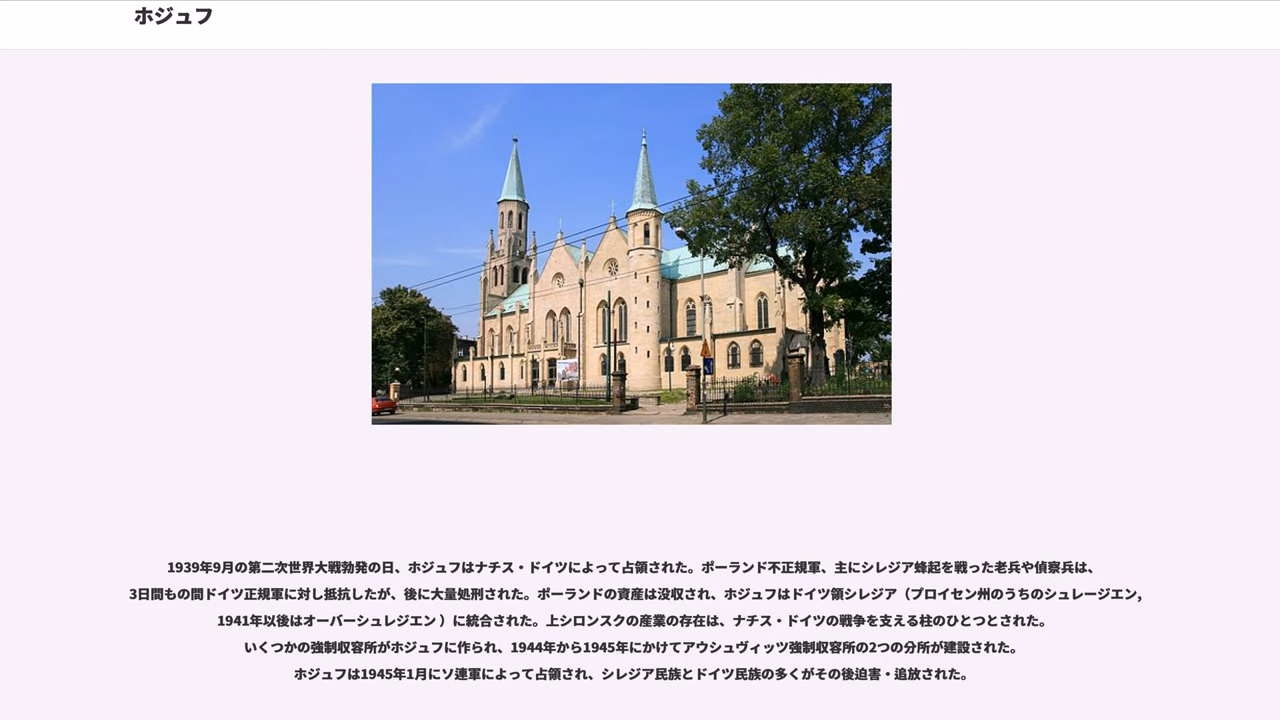 ホジュフ
1939年9月の第二次世界大戦勃発の日、ホジュフはナチス・ドイツによって占領された。ポーランド不正規軍、主にシレジア蜂起を戦った老兵や偵察兵は、
3日間もの間ドイツ正規軍に対し抵抗したが、後に大量処刑された。ポーランドの資産は没収され、ホジュフはドイツ領シレジア（プロイセン州のうちのシュレージエン,
1941年以後はオーバーシュレジエン ）に統合された。上シロンスクの産業の存在は、ナチス・ドイツの戦争を支える柱のひとつとされた。
いくつかの強制収容所がホジュフに作られ、1944年から1945年にかけてアウシュヴィッツ強制収容所の2つの分所が建設された。
ホジュフは1945年1月にソ連軍によって占領され、シレジア民族とドイツ民族の多くがその後迫害・追放された。